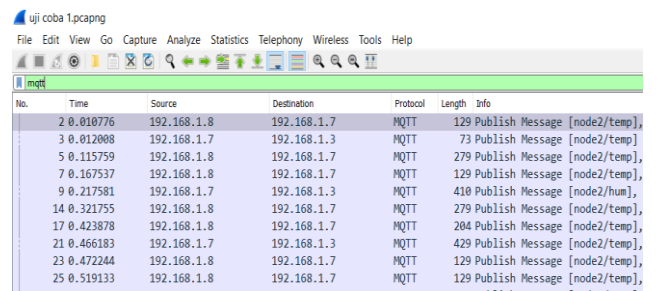 uji coba 1.pcapng
File Edit View Go Capture Analyze Statistics Telephony Wireless Tools Help
mqtt
No. Time Source Destination Protocol Length Info
2 0.010776 192.168.1.8 192.168.1.7 MQTT 129 Publish Message [node2/temp],
3 0.012008 192.168.1.7 192.168.1.3 MQTT 73 Publish Message [node2/temp]
5 0.115759 192.168.1.8 192.168.1.7 MQTT 279 Publish Message [node2/temp],
7 0.167537 192.168.1.8 192.168.1.7 MQTT 129 Publish Message [node2/temp],
9 0.217581 192.168.1.7 192.168.1.3 MQTT 410 Publish Message [node2/hum],
14 0.321755 192.168.1.8 192.168.1.7 MQTT 279 Publish Message [node2/temp],
17 0.423878 192.168.1.8 192.168.1.7 MQTT 204 Publish Message [node2/temp],
21 0.466183 192.168.1.7 192.168.1.3 MQTT 429 Publish Message [node2/temp],
23 0.472244 192.168.1.8 192.168.1.7 MQTT 129 Publish Message [node2/temp],
25 0.519133 192.168.1.8 192.168.1.7 MQTT 129 Publish Message [node2/temp],